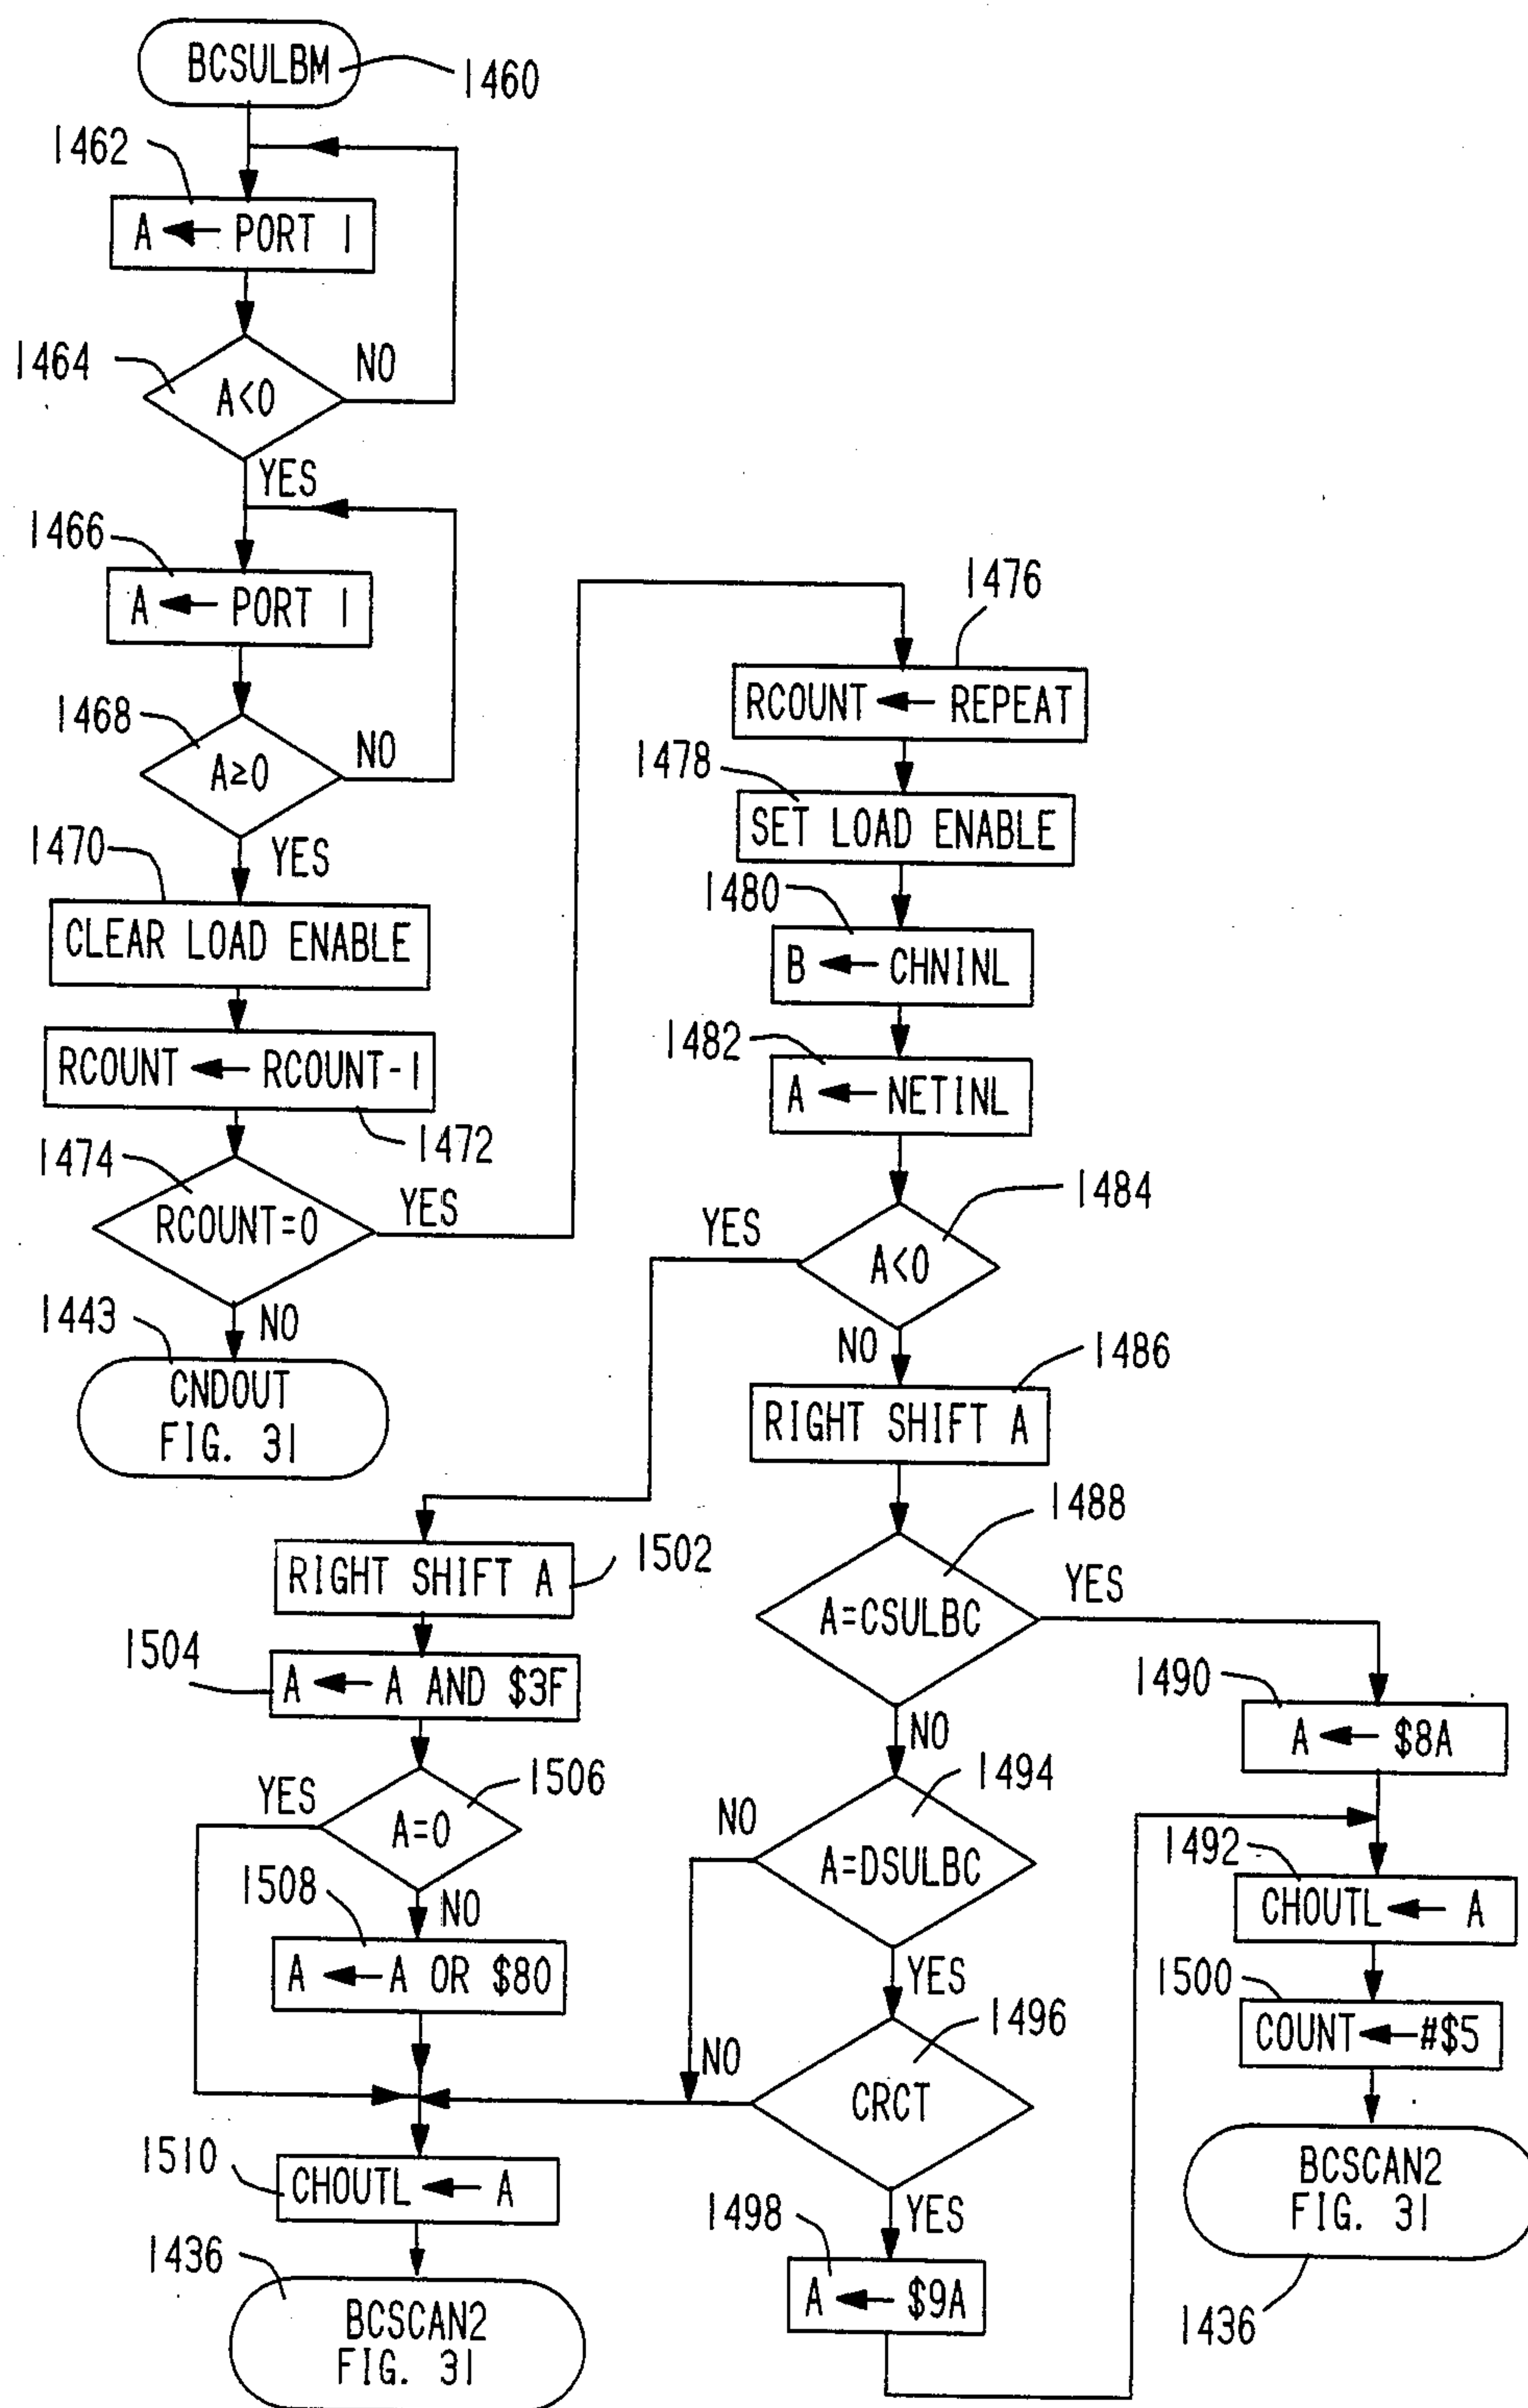 BCSULBM
1460
1462
A ← PORT 1
1464
A<0
NO
YES
1466
A ← PORT 1
1468
A≥0
NO
YES
1470
CLEAR LOAD ENABLE
RCOUNT ← RCOUNT-1
1472
1474
RCOUNT=0
YES
NO
1443
CNDOUT
FIG. 31
1476
RCOUNT ← REPEAT
1478
SET LOAD ENABLE
1480
B ← CHNINL
1482
A ← NETINL
1484
A<0
YES
NO
1486
RIGHT SHIFT A
1488
A=CSULBC
YES
NO
1490
A ← $8A
1492
CHOUTL ← A
1500
COUNT ← #$5
BCSCAN2
FIG. 31
1436
1494
A=DSULBC
NO
YES
1496
CRCT
NO
YES
1498
A ← $9A
RIGHT SHIFT A
1502
1504
A ← A AND $3F
1506
A=0
YES
NO
1508
A ← A OR $80
1510
CHOUTL ← A
1436
BCSCAN2
FIG. 31